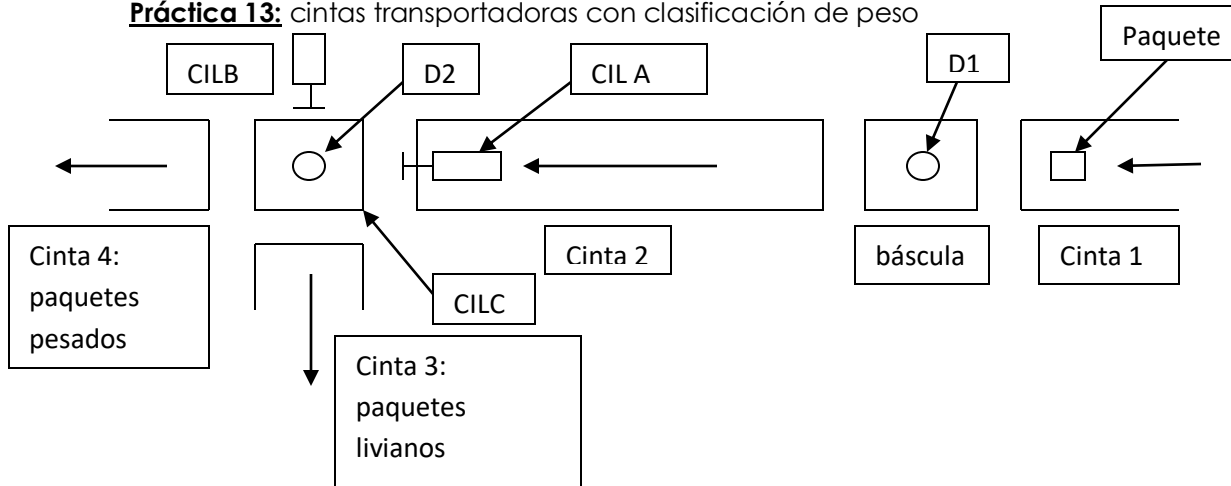 Práctica 13: cintas transportadoras con clasificación de peso
Paquete
CILB
D2
CIL A
D1
Cinta 4:
paquetes
pesados
Cinta 2
báscula
Cinta 1
CILC
Cinta 3:
paquetes
livianos